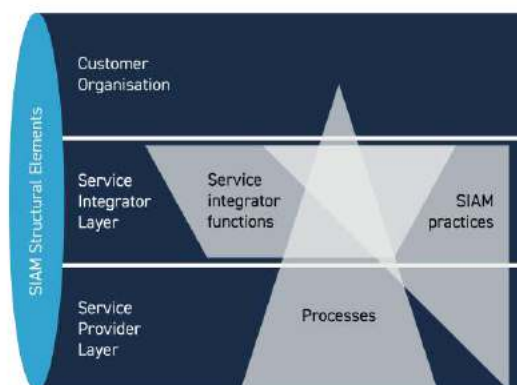 SIAM Structural Elements
Customer
Organisation
Service
Integrator
Layer
Service
integrator
functions
SIAM
practices
Service
Provider
Layer
Processes